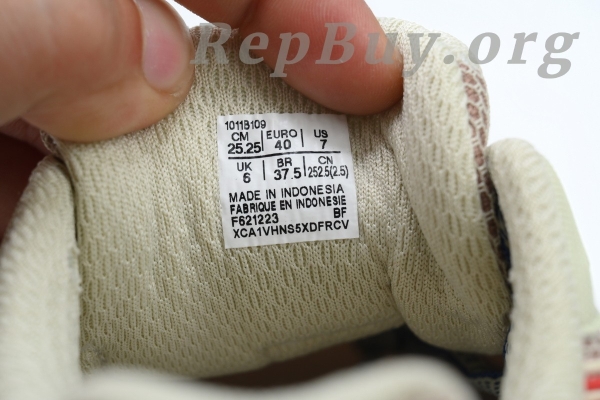 RepBuy.org
1011B109
CM EURO US
25.25 40 7
UK BR CN
6 37.5 252.5(2.5)
MADE IN INDONESIA
FABRIQUE EN INDONESIE
F621223 BF
XCA1VHNS5XDFRCV